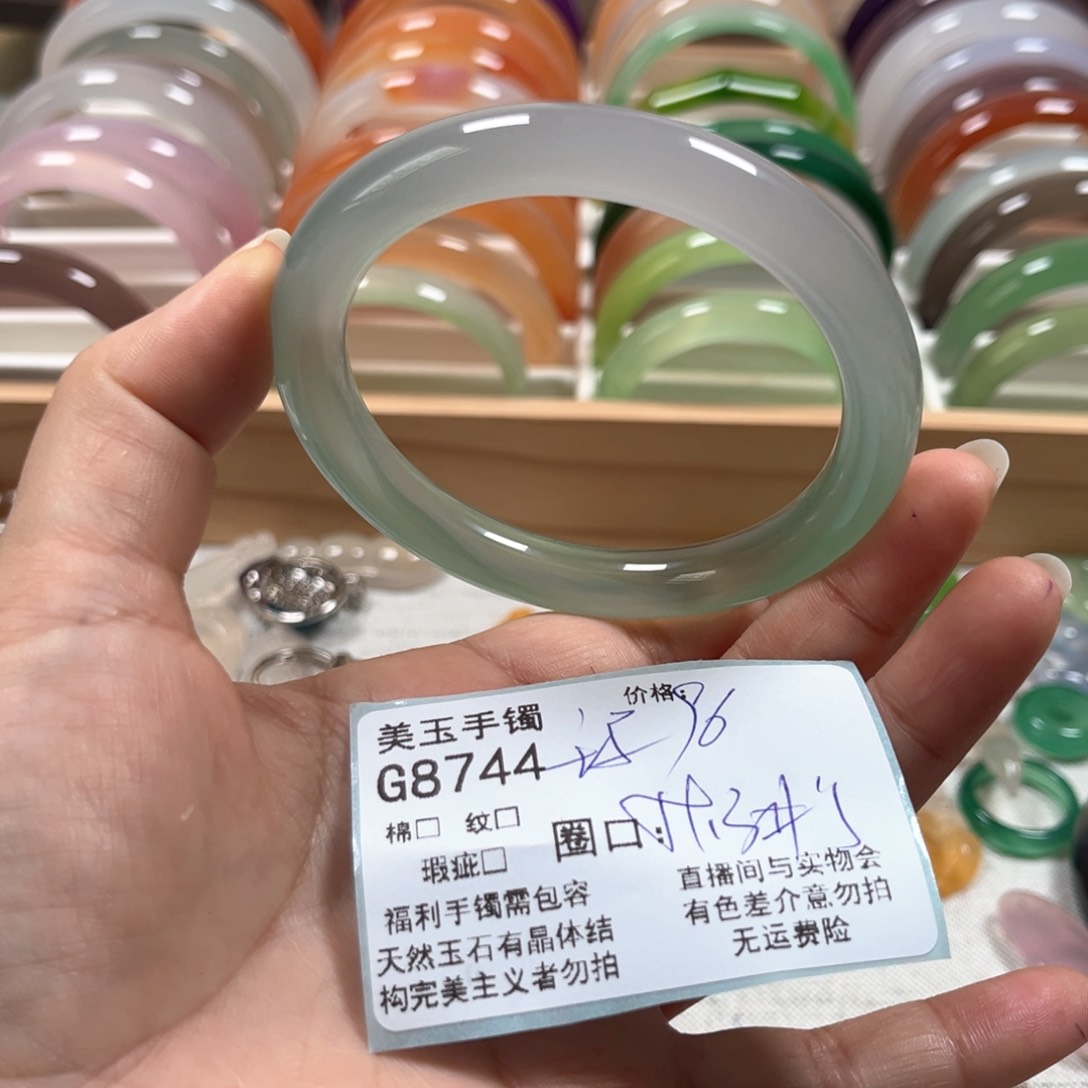 价格:96
美玉手镯
G8744
棉□ 纹□
圈口:
瑕疵□
直播间与实物会
有色差介意勿拍
无运费险
福利手镯需包容
天然玉石有晶体结
构完美主义者勿拍